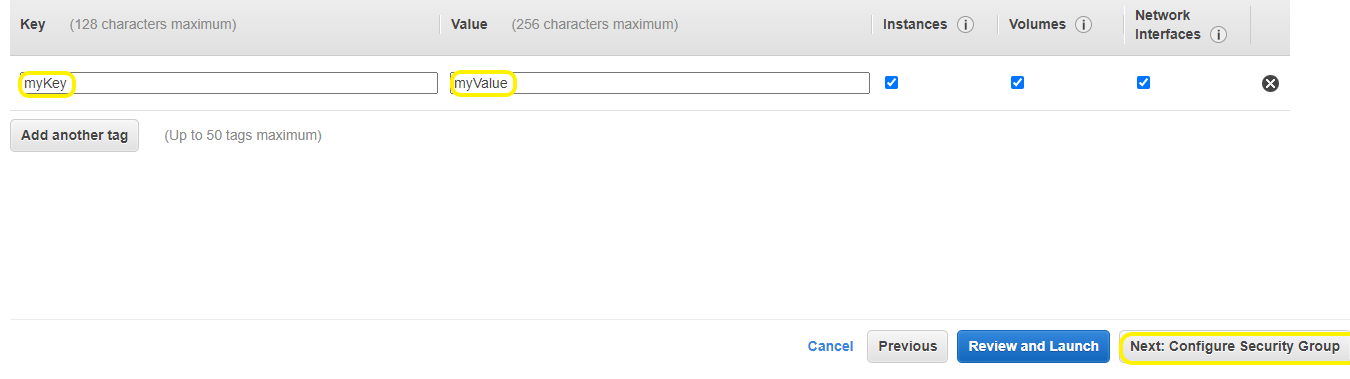 Key (128 characters maximum) Value (256 characters maximum) Instances Volumes Network Interfaces
myKey myValue
Add another tag (Up to 50 tags maximum)
Cancel Previous Review and Launch Next: Configure Security Group